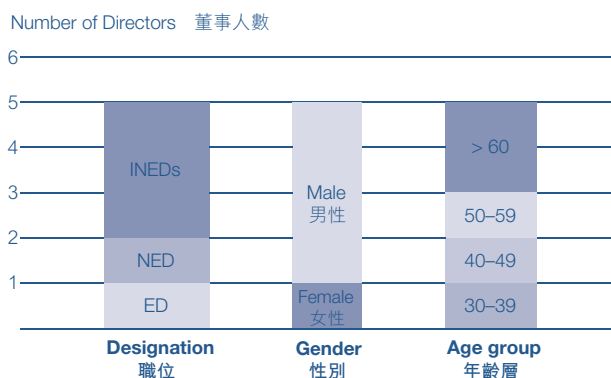 Number of Directors 董事人數
6
5
4
3
2
1
INEDs
NED
ED
Male
男性
Female
女性
> 60
50–59
40–49
30–39
Designation
職位
Gender
性別
Age group
年齡層